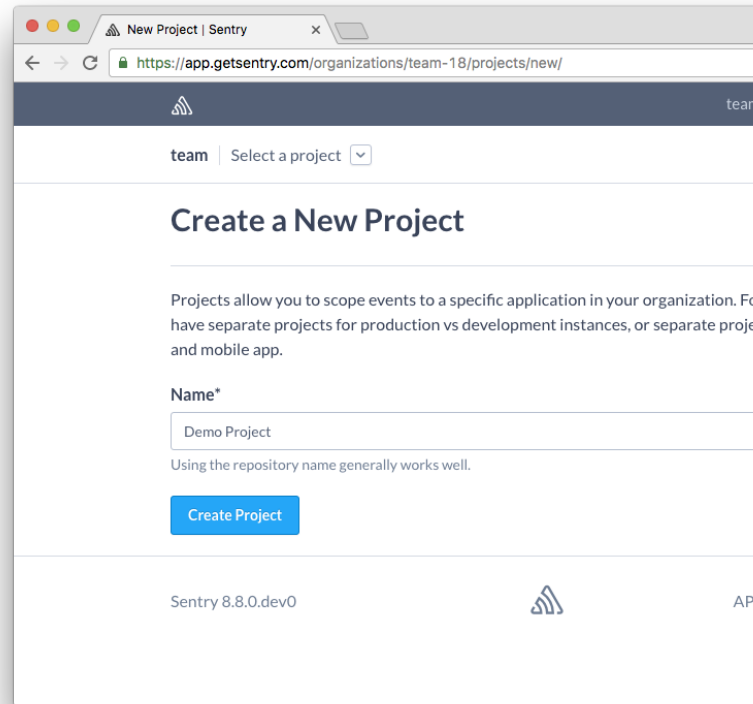 New Project | Sentry
https://app.getsentry.com/organizations/team-18/projects/new/
team
Select a project
Create a New Project
Projects allow you to scope events to a specific application in your organization.
have separate projects for production vs development instances, or separate
and mobile app.
Name*
Demo Project
Using the repository name generally works well.
Create Project
Sentry 8.8.0.dev0